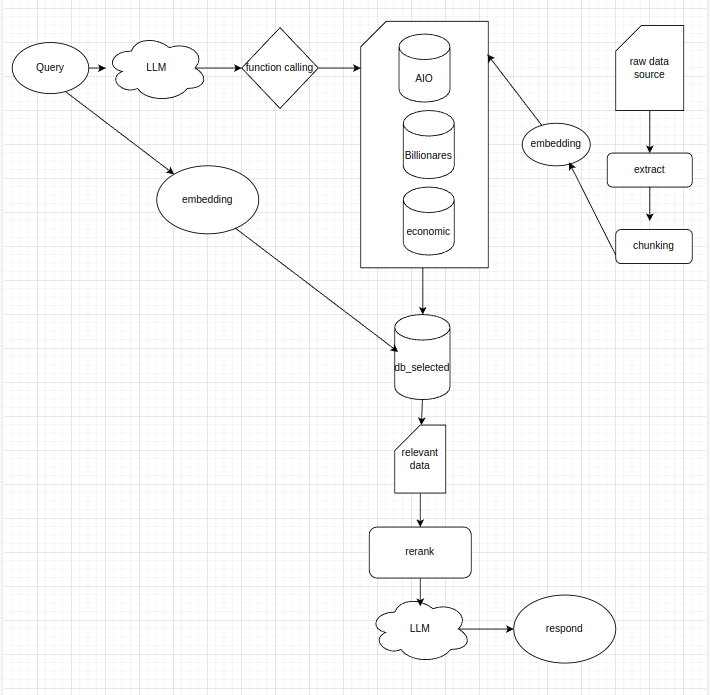 Query
LLM
function calling
AIO
Billionares
economic
raw data
source
extract
chunking
embedding
embedding
db_selected
relevant
data
rerank
LLM
respond